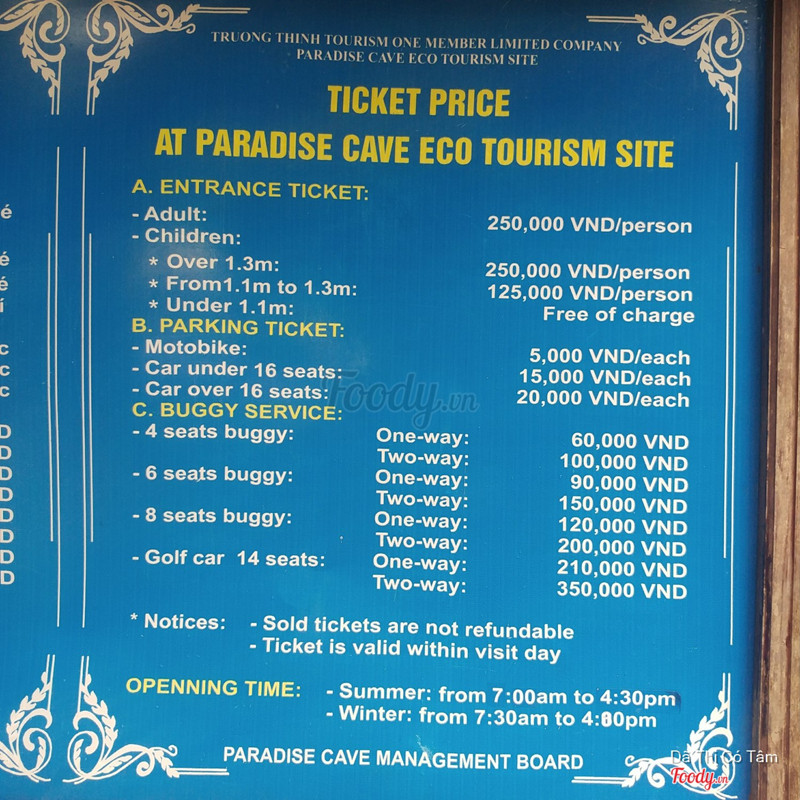 TRUONG THINH TOURISM ONE MEMBER LIMITED COMPANY
PARADISE CAVE ECO TOURISM SITE
TICKET PRICE
AT PARADISE CAVE ECO TOURISM SITE
A. ENTRANCE TICKET:
- Adult: 250,000 VND/person
- Children:
* Over 1.3m: 250,000 VND/person
* From1.1m to 1.3m: 125,000 VND/person
* Under 1.1m: Free of charge
B. PARKING TICKET:
- Motobike: 5,000 VND/each
- Car under 16 seats: 15,000 VND/each
- Car over 16 seats: 20,000 VND/each
C. BUGGY SERVICE:
- 4 seats buggy: One-way: 60,000 VND
Two-way: 100,000 VND
- 6 seats buggy: One-way: 90,000 VND
Two-way: 150,000 VND
- 8 seats buggy: One-way: 120,000 VND
Two-way: 200,000 VND
- Golf car 14 seats: One-way: 210,000 VND
Two-way: 350,000 VND
* Notices: - Sold tickets are not refundable
- Ticket is valid within visit day
OPENNING TIME: - Summer: from 7:00am to 4:30pm
- Winter: from 7:30am to 4:00pm
PARADISE CAVE MANAGEMENT BOARD
Foody.vn
Dã Thị Có Tâm
Foody.vn